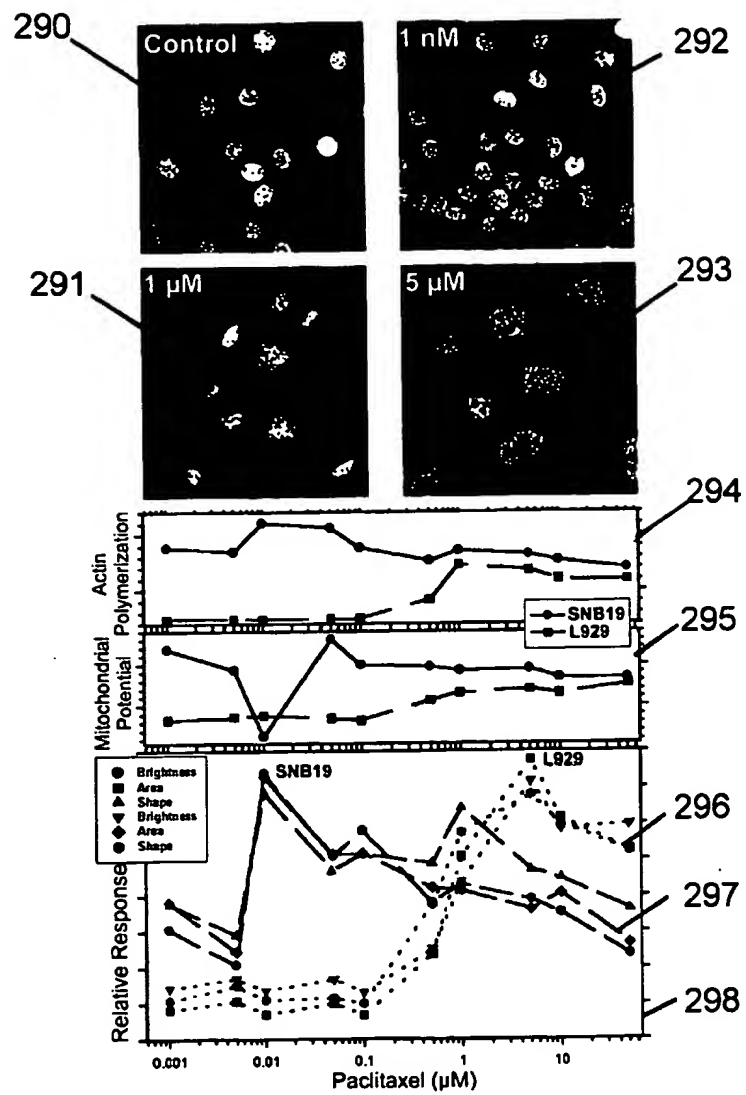 290
Control
1 nM
292
291
1 µM
5 µM
293
294
Actin
Polymerization
SNB19
L929
295
Mitochondrial
Potential
Brightness
Area
Shape
Brightness
Area
Shape
SNB19
L929
296
297
298
Relative Response
0.001
0.01
0.1
1
10
Paclitaxel (µM)